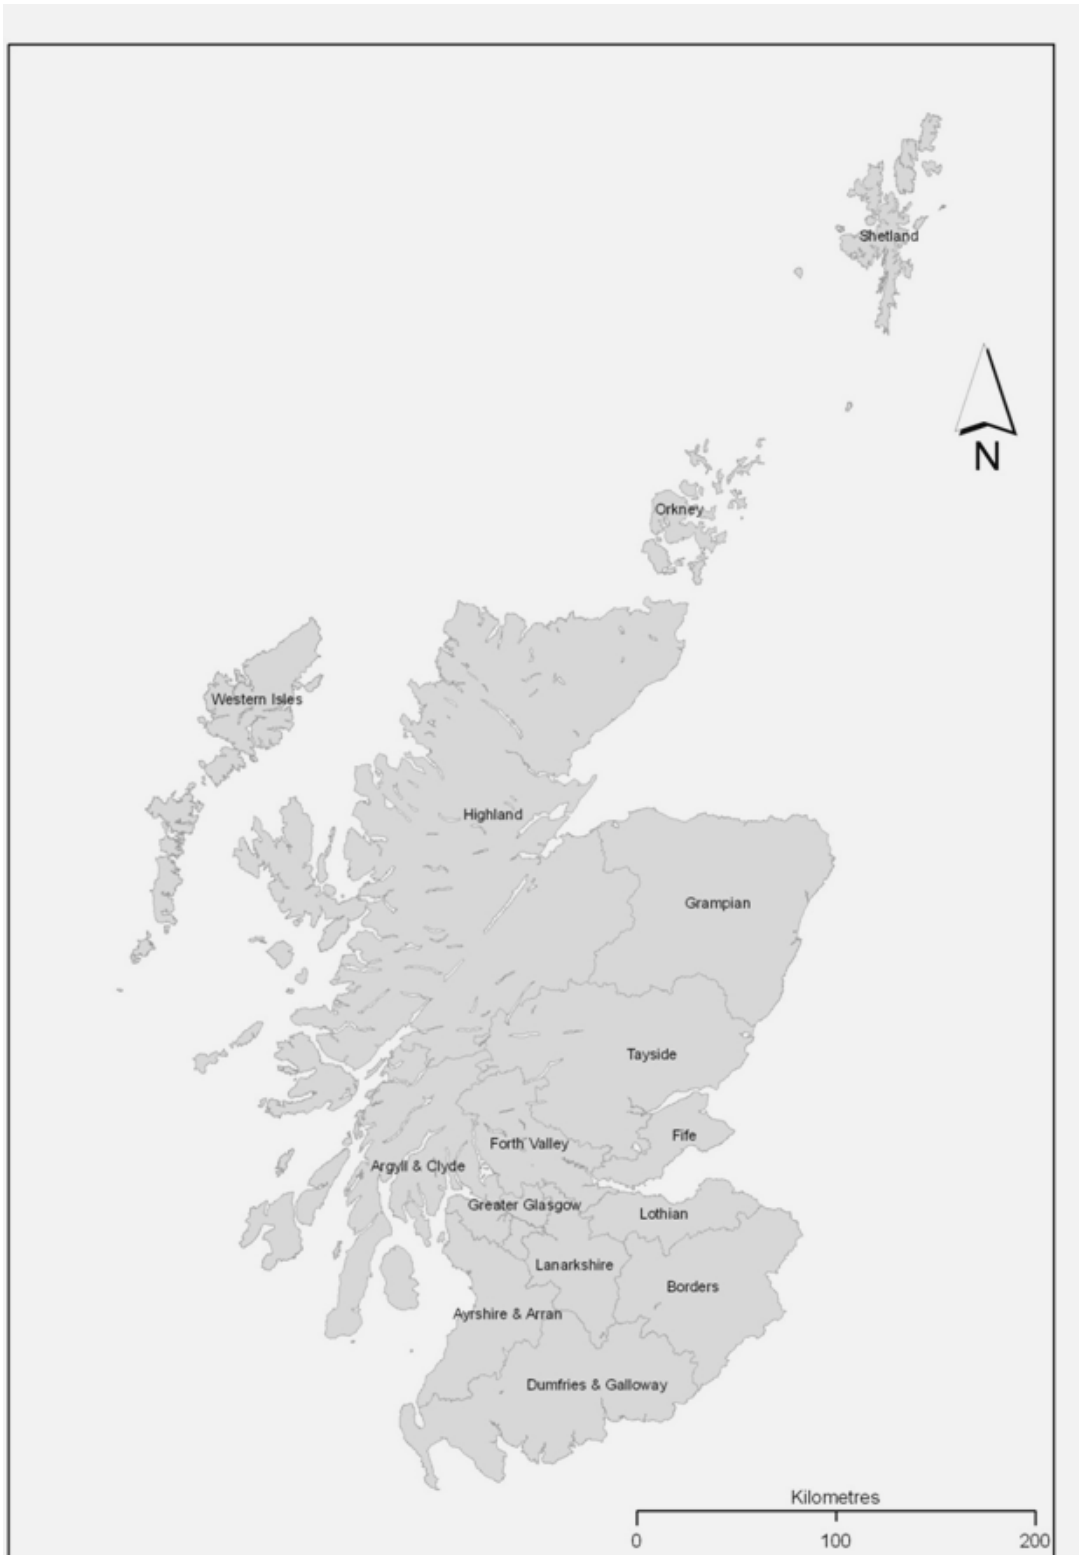 Shetland
N
Orkney
Western Isles
Highland
Grampian
Tayside
Fife
Forth Valley
Argyll & Clyde
Greater Glasgow
Lothian
Lanarkshire
Borders
Ayrshire & Arran
Dumfries & Galloway
Kilometres
0 100 200